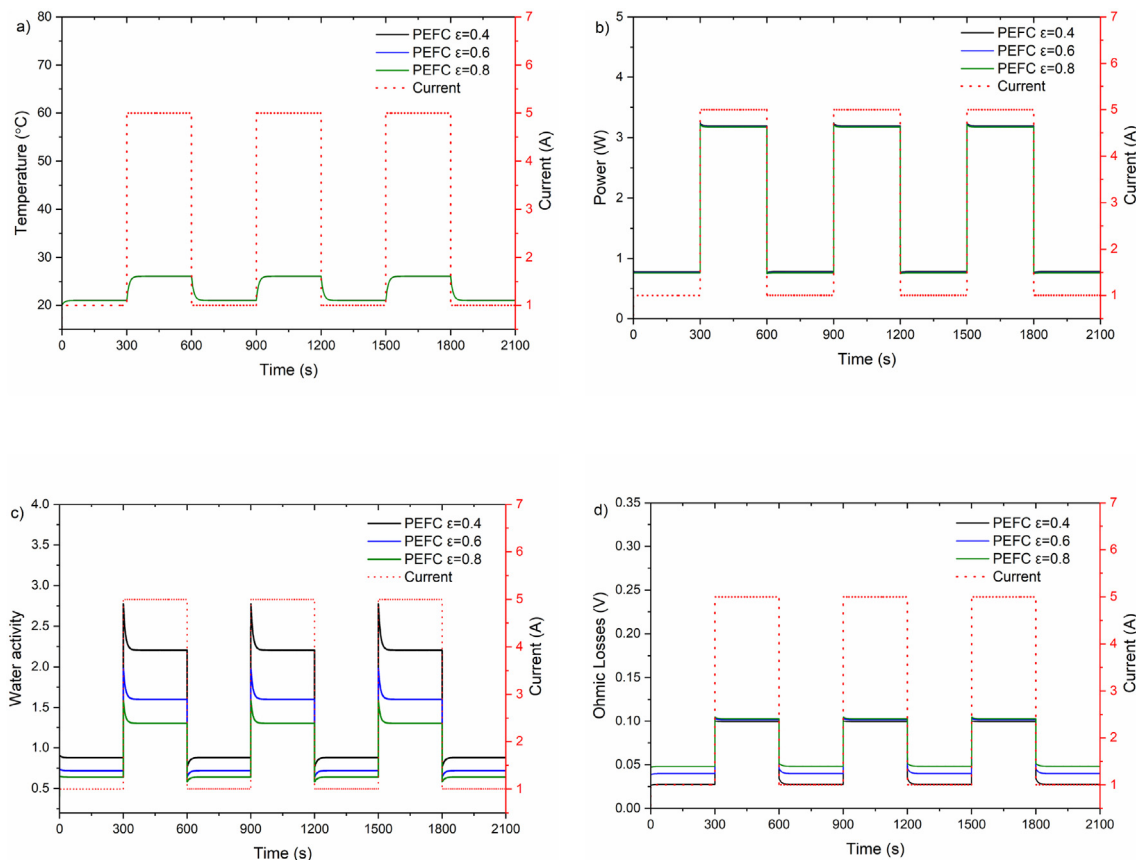 a)
80
70
60
50
40
30
20
Temperature (°C)
7
6
5
4
3
2
1
0
Current (A)
PEFC ε=0.4
PEFC ε=0.6
PEFC ε=0.8
Current
0 300 600 900 1200 1500 1800 2100
Time (s)
b)
5
4
3
2
1
0
Power (W)
7
6
5
4
3
2
1
Current (A)
PEFC ε=0.4
PEFC ε=0.6
PEFC ε=0.8
Current
0 300 600 900 1200 1500 1800 2100
Time (s)
c)
4.0
3.5
3.0
2.5
2.0
1.5
1.0
0.5
Water activity
7
6
5
4
3
2
1
Current (A)
PEFC ε=0.4
PEFC ε=0.6
PEFC ε=0.8
Current
0 300 600 900 1200 1500 1800 2100
Time (s)
d)
0.35
0.30
0.25
0.20
0.15
0.10
0.05
0.00
Ohmic Losses (V)
7
6
5
4
3
2
1
Current (A)
PEFC ε=0.4
PEFC ε=0.6
PEFC ε=0.8
Current
0 300 600 900 1200 1500 1800 2100
Time (s)